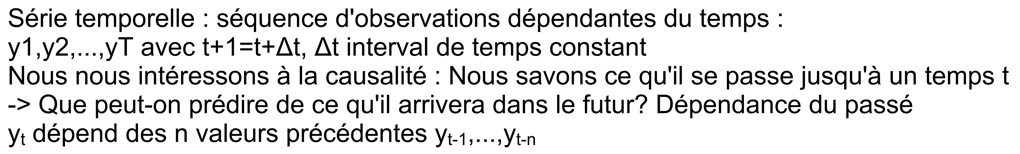 Série temporelle : séquence d'observations dépendantes du temps :
y1,y2,...,yT avec t+1=t+Δt, Δt interval de temps constant
Nous nous intéressons à la causalité : Nous savons ce qu'il se passe jusqu'à un temps t
-> Que peut-on prédire de ce qu'il arrivera dans le futur? Dépendance du passé
yₜ dépend des n valeurs précédentes yₜ₋₁,...,yₜ₋ₙ